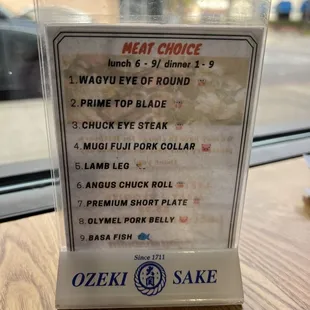 MEAT CHOICE
lunch 6 - 9/ dinner 1 - 9
1. WAGYU EYE OF ROUND
2. PRIME TOP BLADE
3. CHUCK EYE STEAK
4. MUGI FUJI PORK COLLAR
5. LAMB LEG
6. ANGUS CHUCK ROLL
7. PREMIUM SHORT PLATE
8. OLYMEL PORK BELLY
9. BASA FISH
Since 1711
OZEKI SAKE